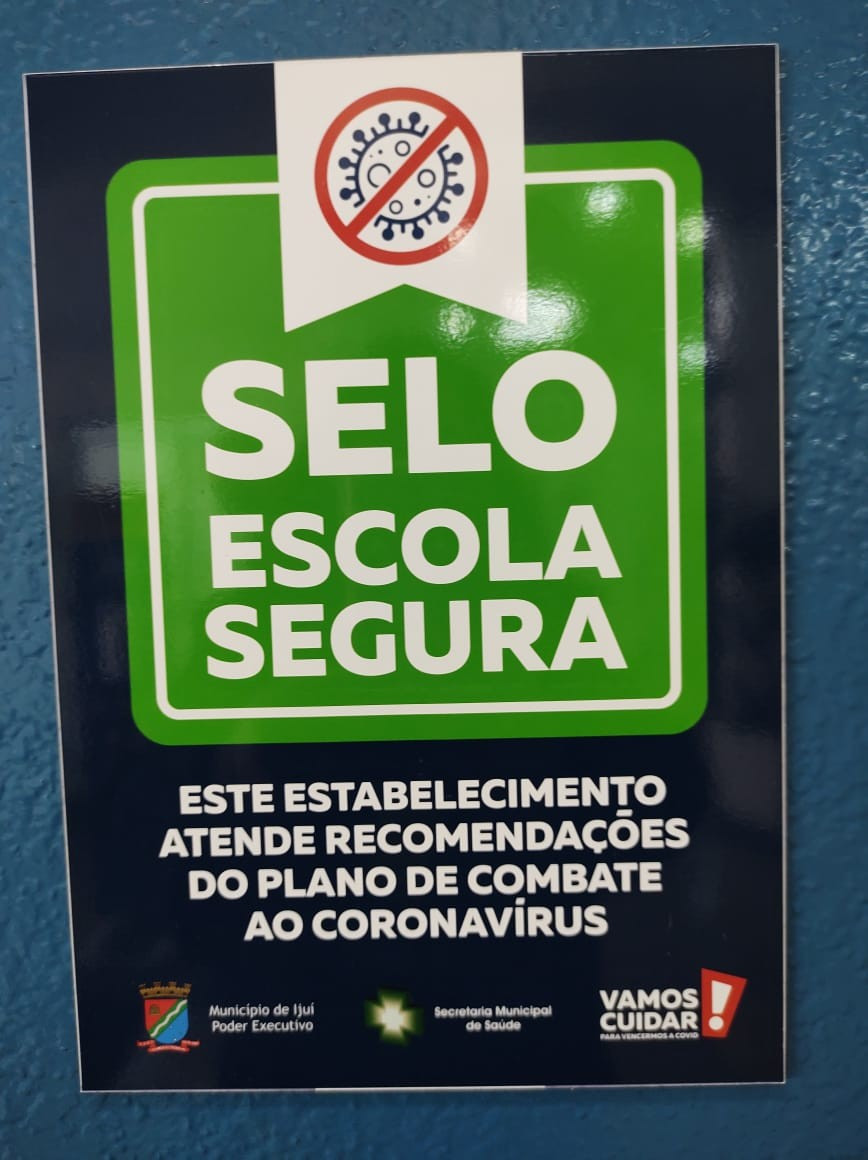 SELO
ESCOLA
SEGURA
ESTE ESTABELECIMENTO
ATENDE RECOMENDAÇÕES
DO PLANO DE COMBATE
AO CORONAVÍRUS
Município de Ijuí
Poder Executivo
Secretaria Municipal
de Saúde
VAMOS
CUIDAR!
PARA VENCERMOS A COVID